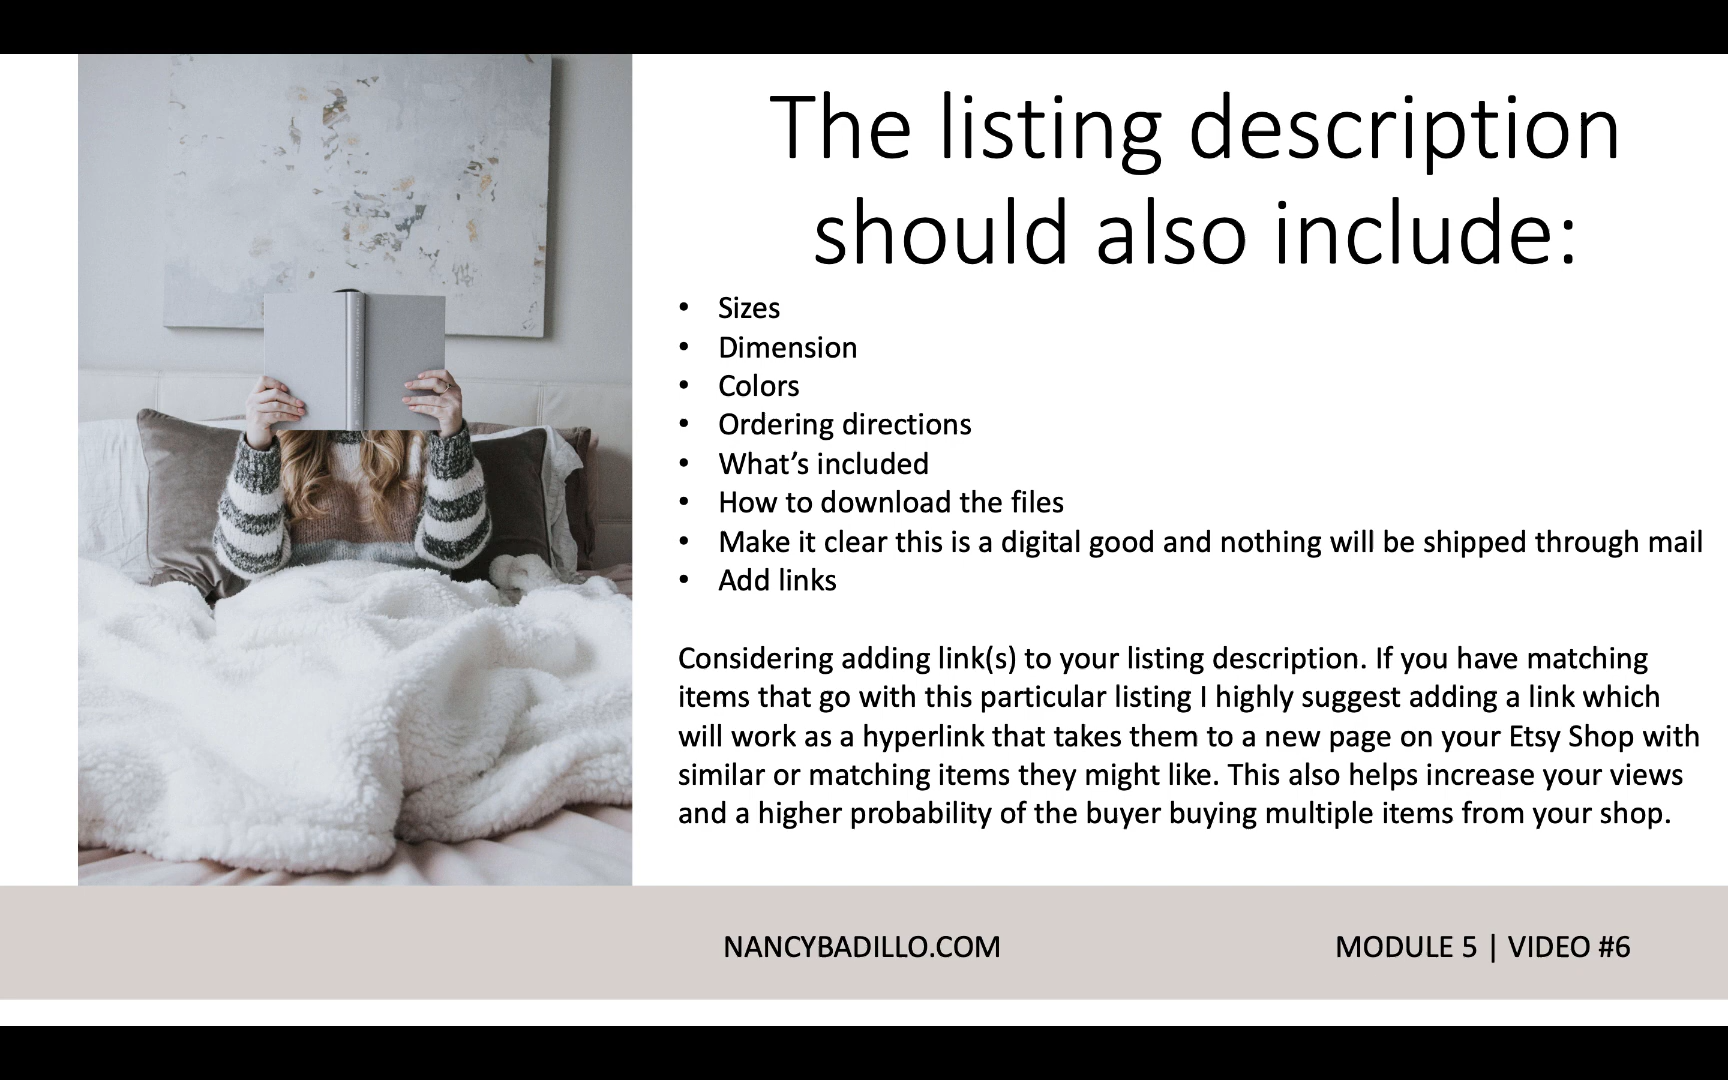 The listing description
should also include:
• Sizes
• Dimension
• Colors
• Ordering directions
• What’s included
• How to download the files
• Make it clear this is a digital good and nothing will be shipped through mail
• Add links
Considering adding link(s) to your listing description. If you have matching
items that go with this particular listing I highly suggest adding a link which
will work as a hyperlink that takes them to a new page on your Etsy Shop with
similar or matching items they might like. This also helps increase your views
and a higher probability of the buyer buying multiple items from your shop.
NANCYBADILLO.COM
MODULE 5 | VIDEO #6